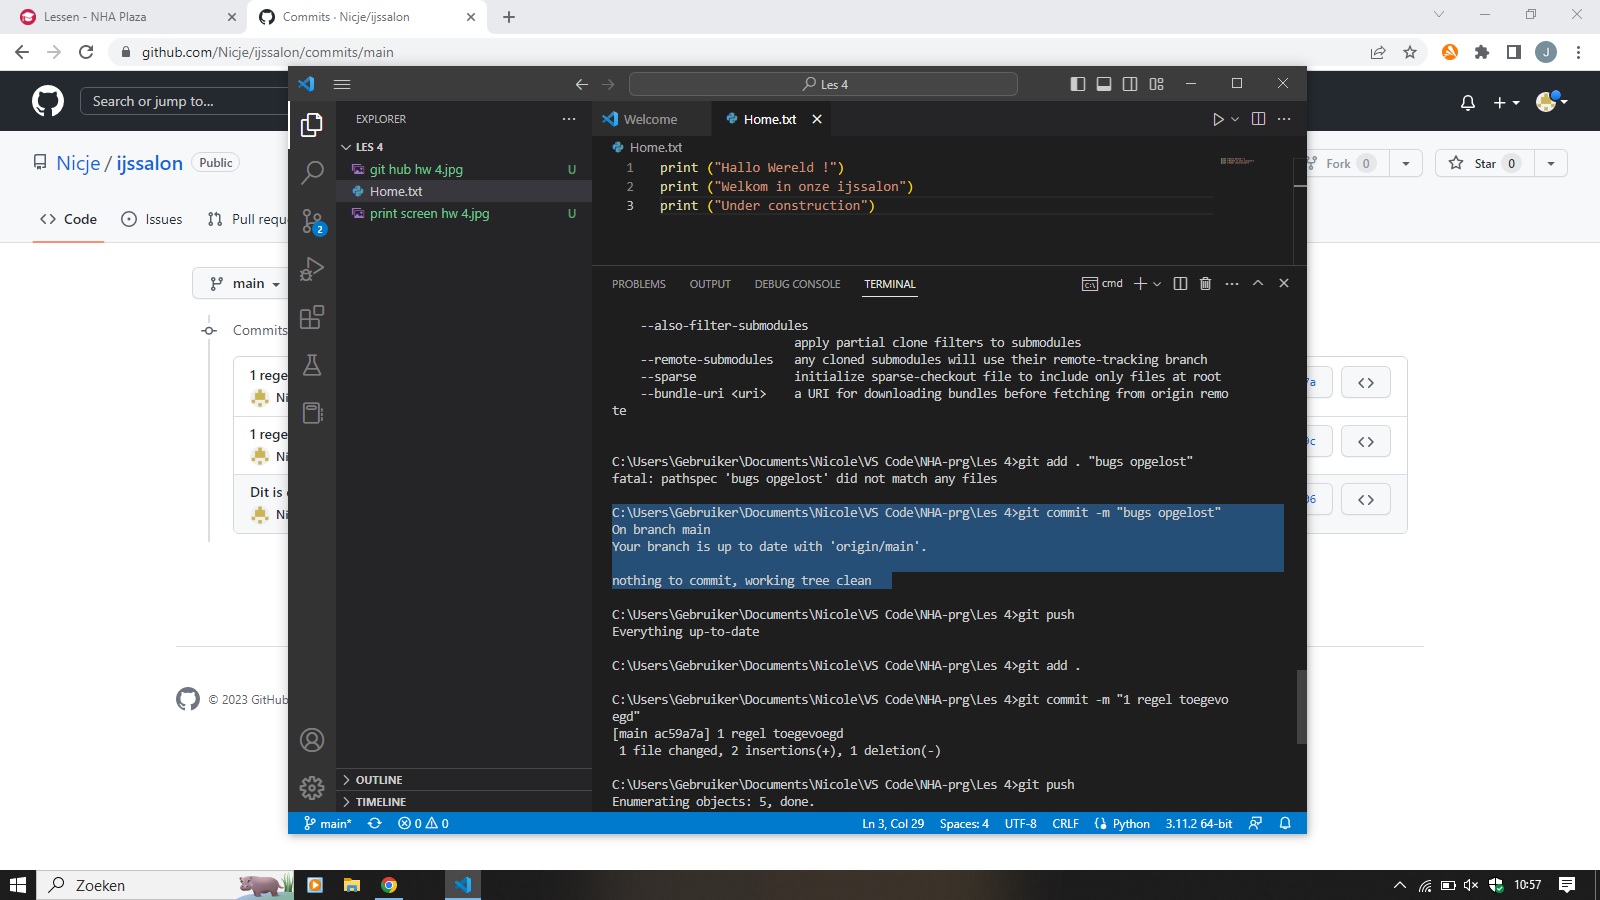 Lessen - NHA Plaza
Commits · Nicje/ijssalon
github.com/Nicje/ijssalon/commits/main
J
Search or jump to...
Nicje / ijssalon Public
Fork 0
Star 0
Code
Issues
Pull requ
main
Commits
1 rege
Ni
1 rege
Ni
Dit is
Ni
7a
9c
© 2023 GitHub
Les 4
EXPLORER
LES 4
git hub hw 4.jpg U
Home.txt
print screen hw 4.jpg U
2
OUTLINE
TIMELINE
Welcome
Home.txt
Home.txt
1 print ("Hallo Wereld !")
2 print ("Welkom in onze ijssalon")
3 print ("Under construction")
PROBLEMS OUTPUT DEBUG CONSOLE TERMINAL
cmd
--also-filter-submodules
apply partial clone filters to submodules
--remote-submodules any cloned submodules will use their remote-tracking branch
--sparse initialize sparse-checkout file to include only files at root
--bundle-uri <uri> a URI for downloading bundles before fetching from origin remo
te
C:\Users\Gebruiker\Documents\Nicole\VS Code\NHA-prg\Les 4>git add . "bugs opgelost"
fatal: pathspec 'bugs opgelost' did not match any files
C:\Users\Gebruiker\Documents\Nicole\VS Code\NHA-prg\Les 4>git commit -m "bugs opgelost"
On branch main
Your branch is up to date with 'origin/main'.
nothing to commit, working tree clean
C:\Users\Gebruiker\Documents\Nicole\VS Code\NHA-prg\Les 4>git push
Everything up-to-date
C:\Users\Gebruiker\Documents\Nicole\VS Code\NHA-prg\Les 4>git add .
C:\Users\Gebruiker\Documents\Nicole\VS Code\NHA-prg\Les 4>git commit -m "1 regel toegevo
egd"
[main ac59a7a] 1 regel toegevoegd
1 file changed, 2 insertions(+), 1 deletion(-)
C:\Users\Gebruiker\Documents\Nicole\VS Code\NHA-prg\Les 4>git push
Enumerating objects: 5, done.
main* 0 0
Ln 3, Col 29 Spaces: 4 UTF-8 CRLF Python 3.11.2 64-bit
Zoeken
10:57